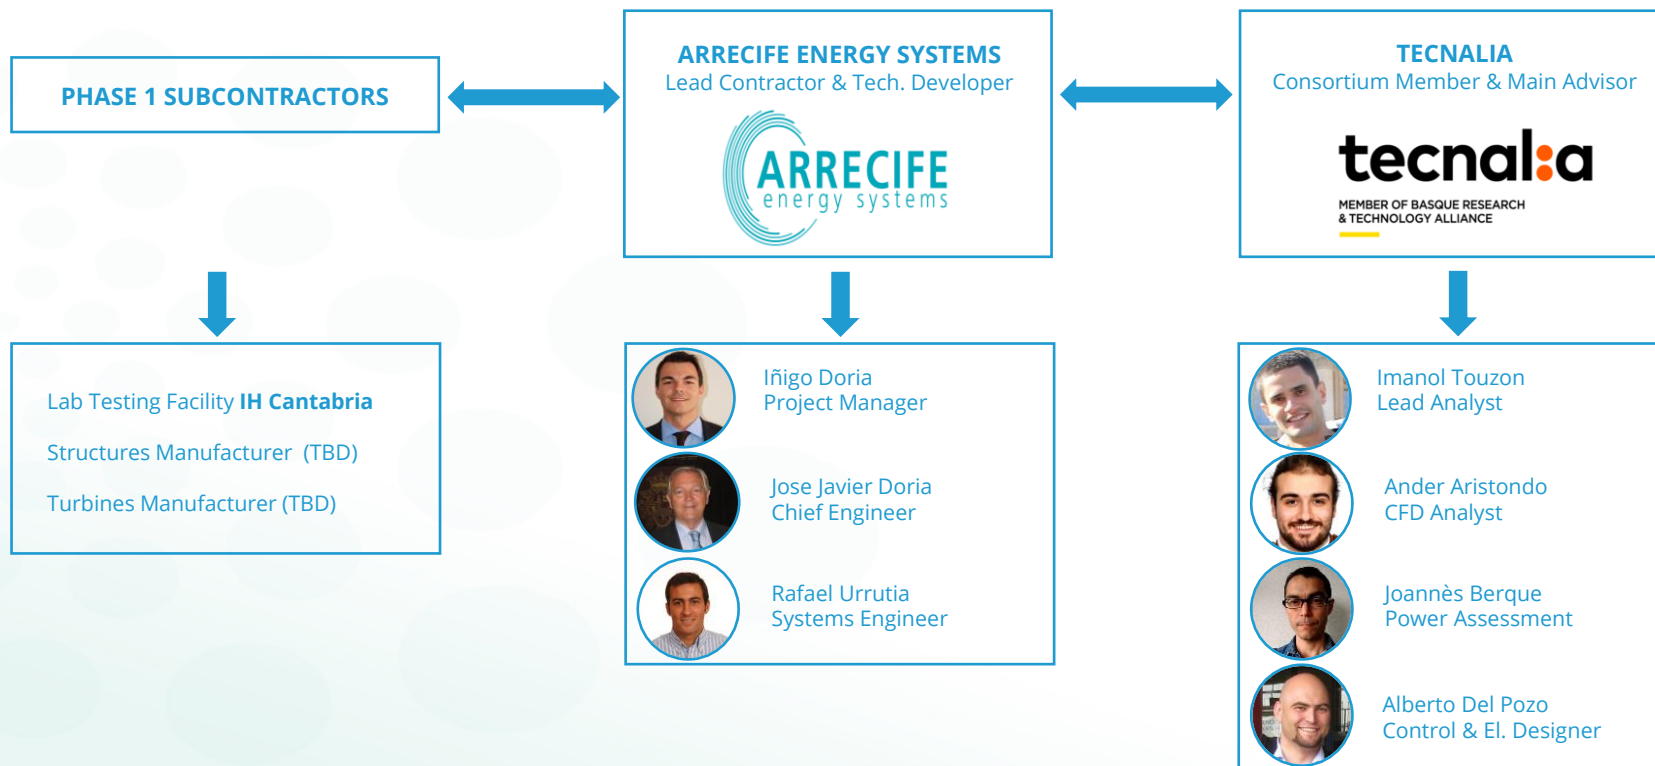 PHASE 1 SUBCONTRACTORS
Lab Testing Facility IH Cantabria
Structures Manufacturer (TBD)
Turbines Manufacturer (TBD)
ARRECIFE ENERGY SYSTEMS
Lead Contractor & Tech. Developer
ARRECIFE
energy systems
Iñigo Doria
Project Manager
Jose Javier Doria
Chief Engineer
Rafael Urrutia
Systems Engineer
TECNALIA
Consortium Member & Main Advisor
tecnalia
MEMBER OF BASQUE RESEARCH
& TECHNOLOGY ALLIANCE
Imanol Touzon
Lead Analyst
Ander Aristondo
CFD Analyst
Joannès Berque
Power Assessment
Alberto Del Pozo
Control & El. Designer